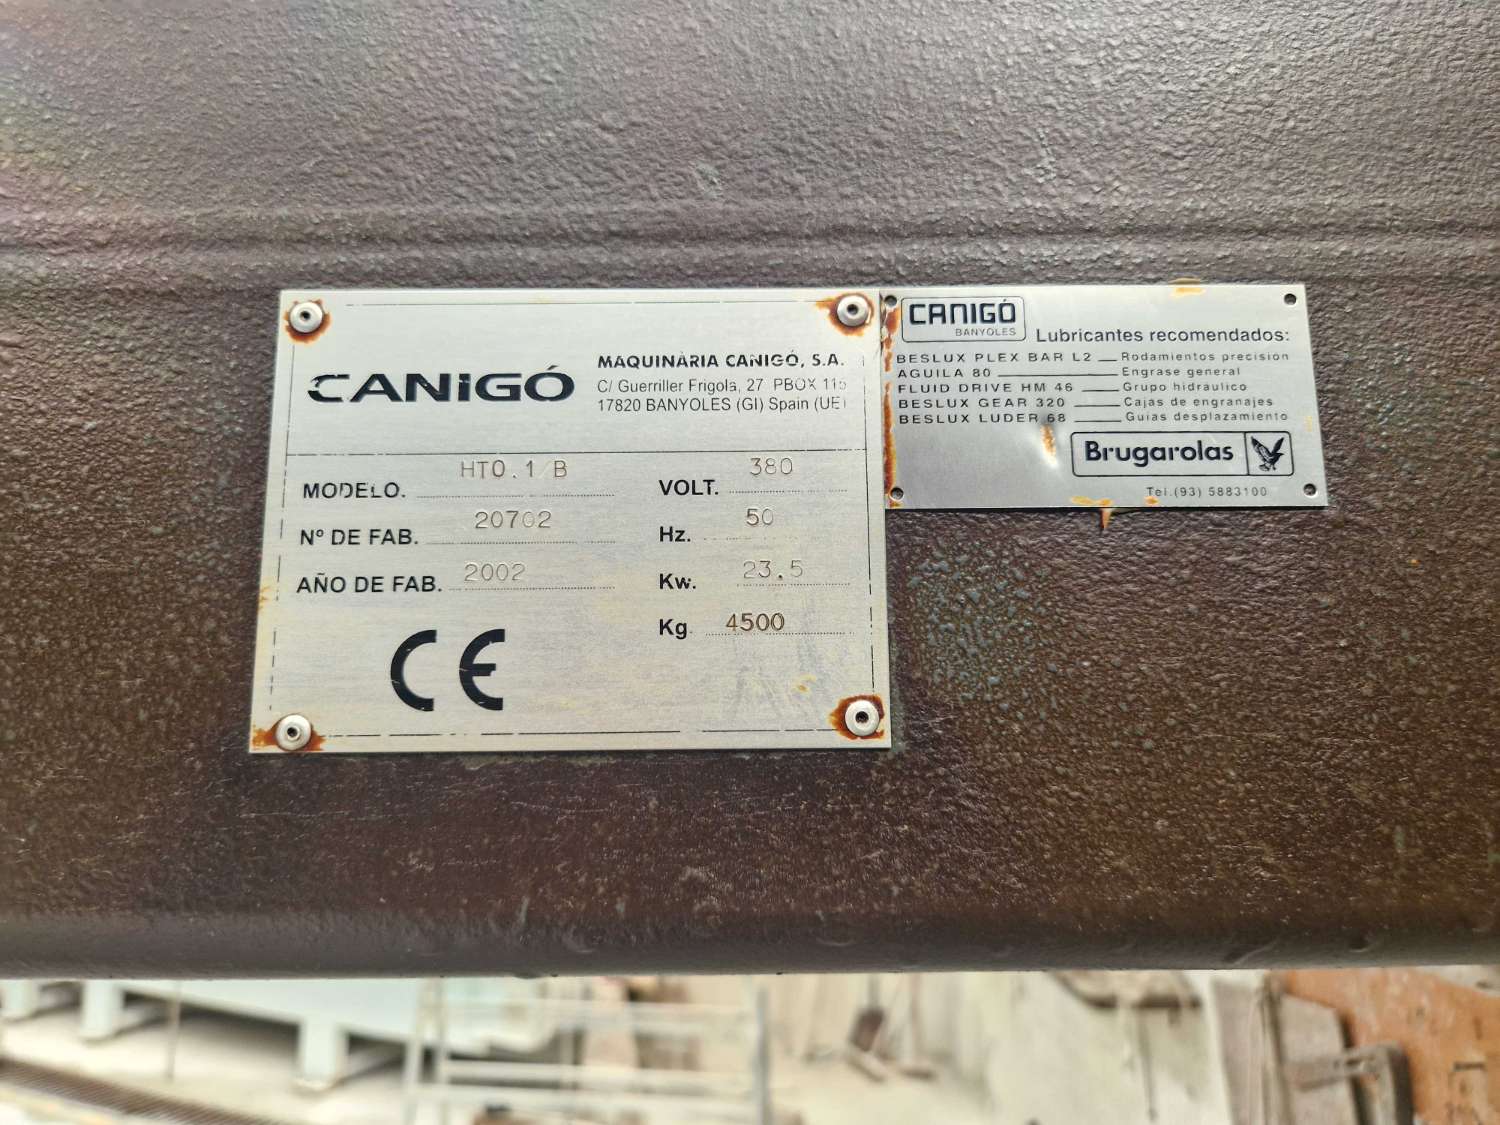 CANIGÓ
MAQUINÀRIA CANIGÓ, S.A.
C/ Guerriller Frigola, 27 PBOX 115
17820 BANYOLES (GI) Spain (UE)
MODELO. HT0.1/B
Nº DE FAB. 20702
AÑO DE FAB. 2002
VOLT. 380
Hz. 50
Kw. 23.5
Kg. 4500
CE
CANIGÓ
BANYOLES
Lubricantes recomendados:
BESLUX PLEX BAR L2 Rodamientos precisión
AGUILA 80 Engrase general
FLUID DRIVE HM 46 Grupo hidráulico
BESLUX GEAR 320 Cajas de engranajes
BESLUX LUDER 68 Guías desplazamiento
Brugarolas
Tel.(93) 5883100